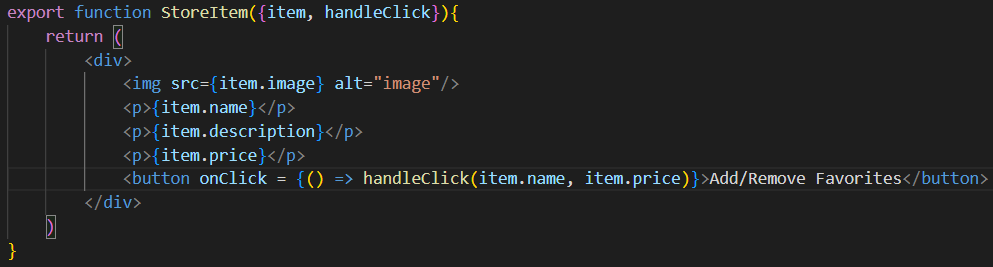 export function StoreItem({item, handleClick}){
    return (
        <div>
            <img src={item.image} alt="image"/>
            <p>{item.name}</p>
            <p>{item.description}</p>
            <p>{item.price}</p>
            <button onClick = {() => handleClick(item.name, item.price)}>Add/Remove Favorites</button>
        </div>
    )
}